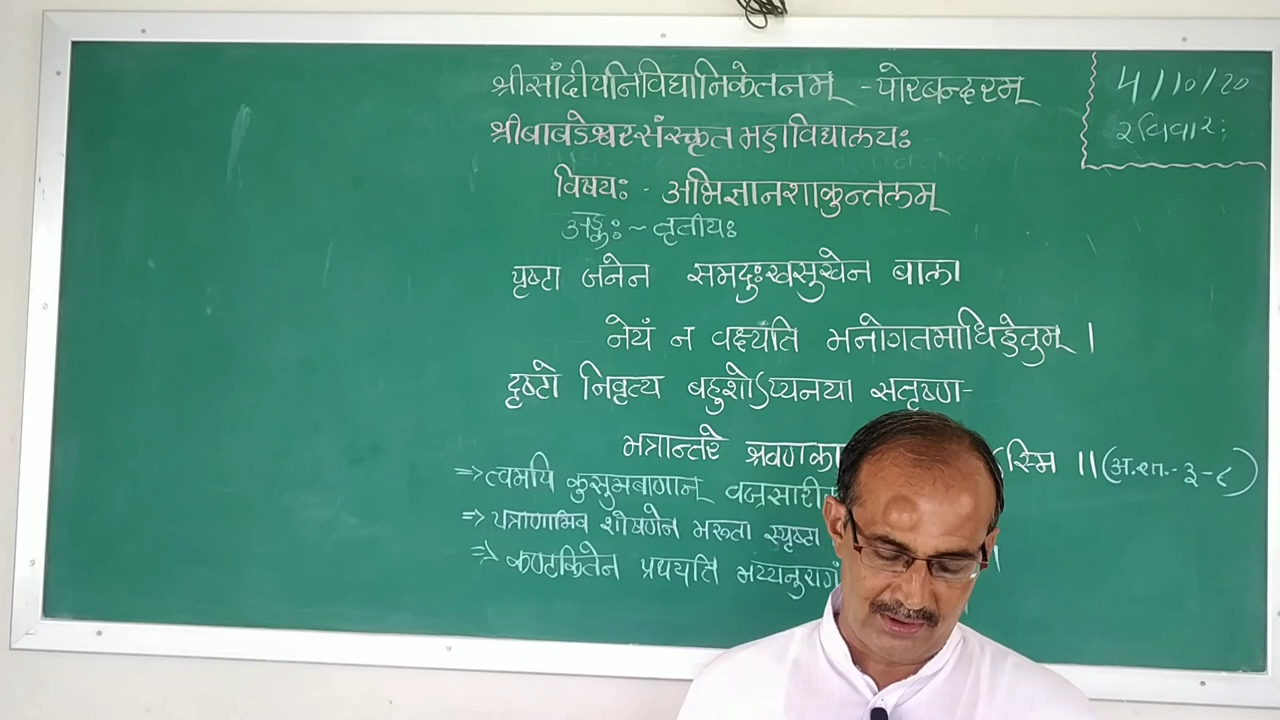 श्रीसांदीपनिविद्यानिकेतनम् - पोरबन्दरम्
४/१०/२०
रविवारः
श्रीबाबडेश्वरसंस्कृतमहाविद्यालयः
विषयः - अभिज्ञानशाकुन्तलम्
अङ्कः ~ तृतीयः
पृष्टा जनेन समदुःखसुखेन बाला
नेयं न वक्ष्यति मनोगतमाधिहेतुम् ।
दृष्टो निवृत्य बहुशोऽप्यनया सतृष्ण-
मत्रान्तरे श्रवणका स्मि ।। (अ.शा.-३-८)
⇒ त्वमपि कुसुमबाणान् वज्रसारी
⇒ पत्राणामिव शोषणेन मरुता स्पृष्टा ।
⇒ कण्टकितेन प्रथयति मय्यनुरागं